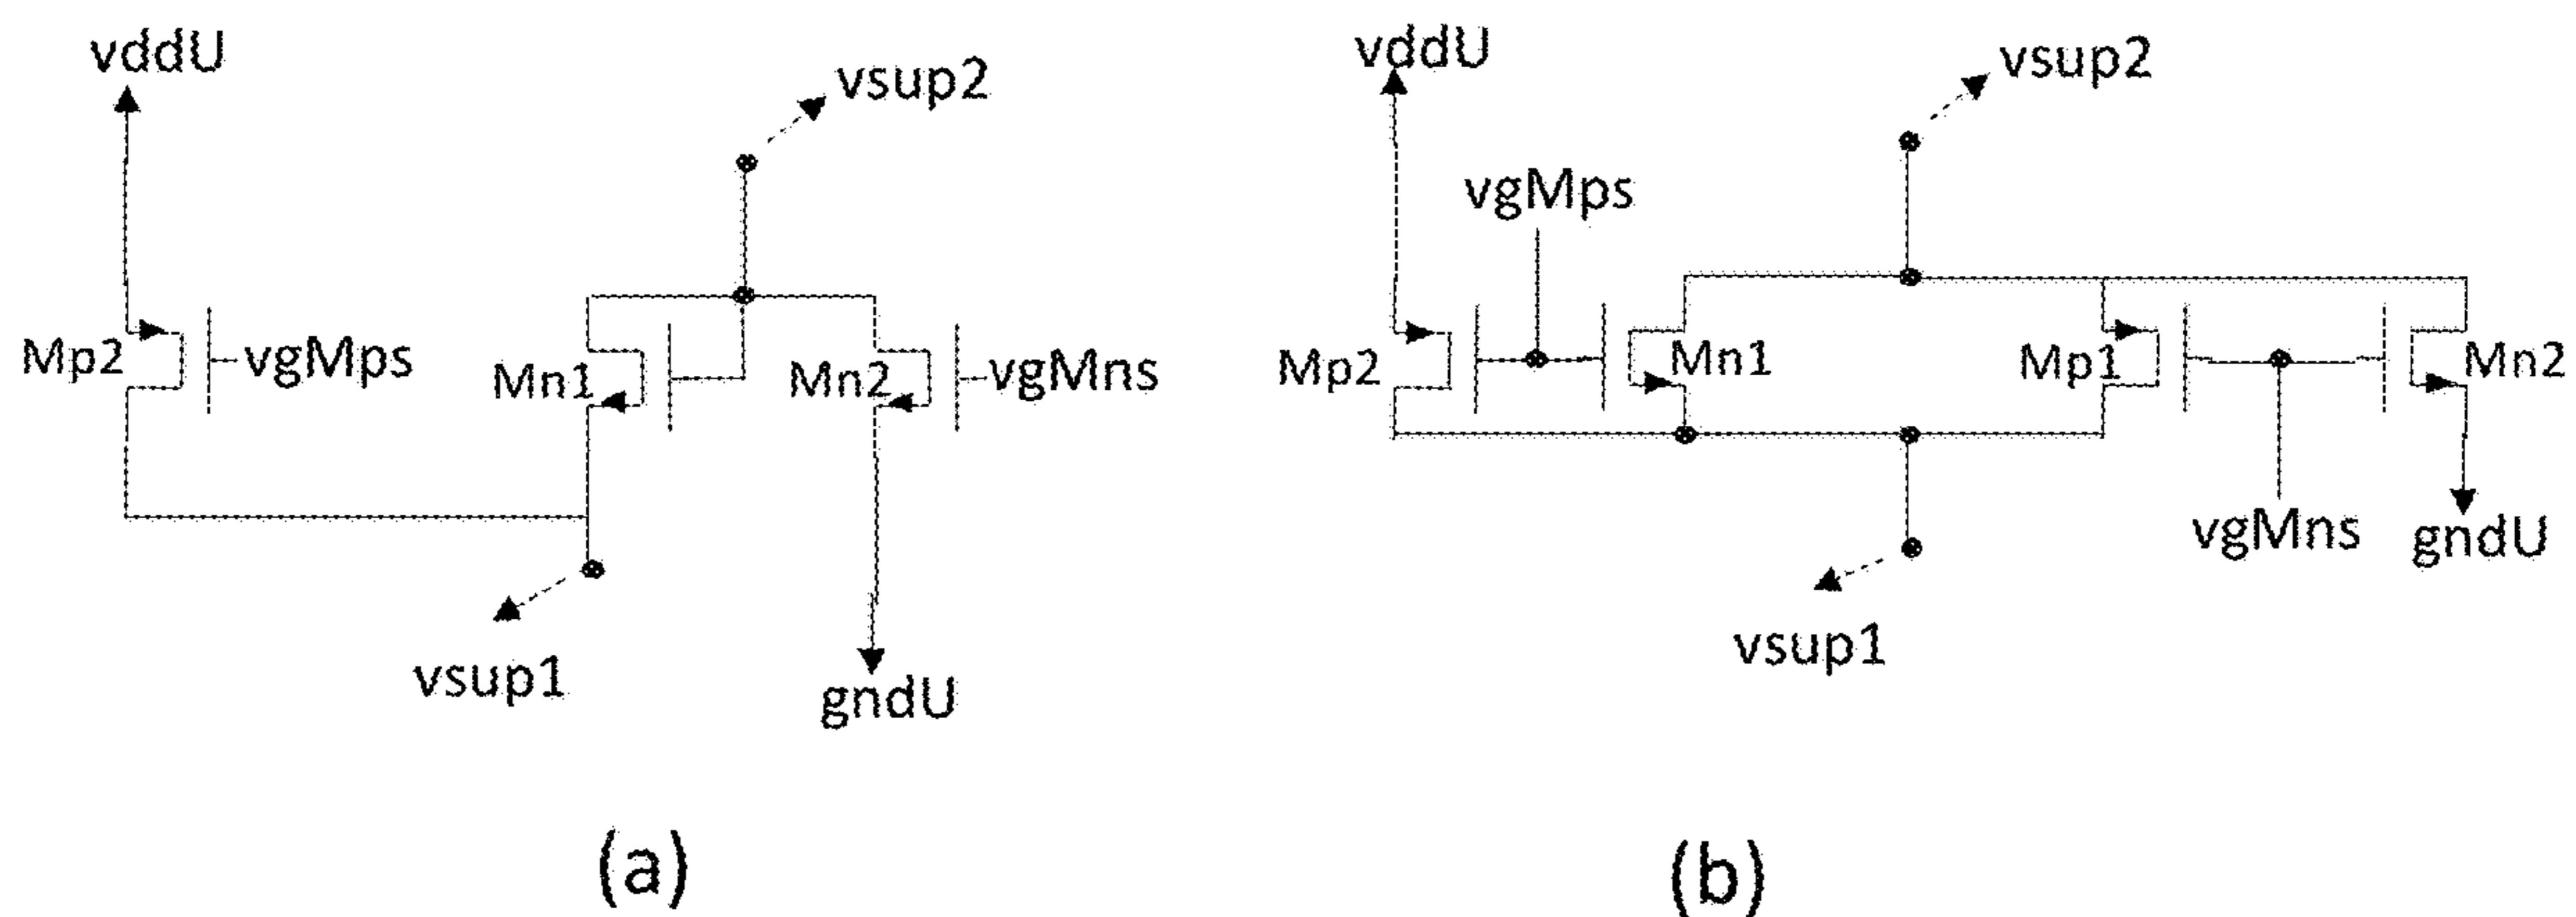 vddU
vsup2
Mp2
vgMps
Mn1
Mn2
vgMns
vsup1
gndU
(a)
vddU
vsup2
vgMps
Mp2
Mn1
Mp1
Mn2
vgMns
gndU
vsup1
(b)